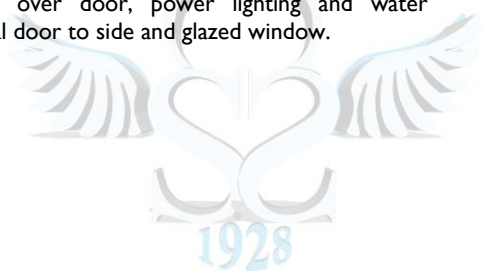 over door, power lighting and water
door to side and glazed window.
1928